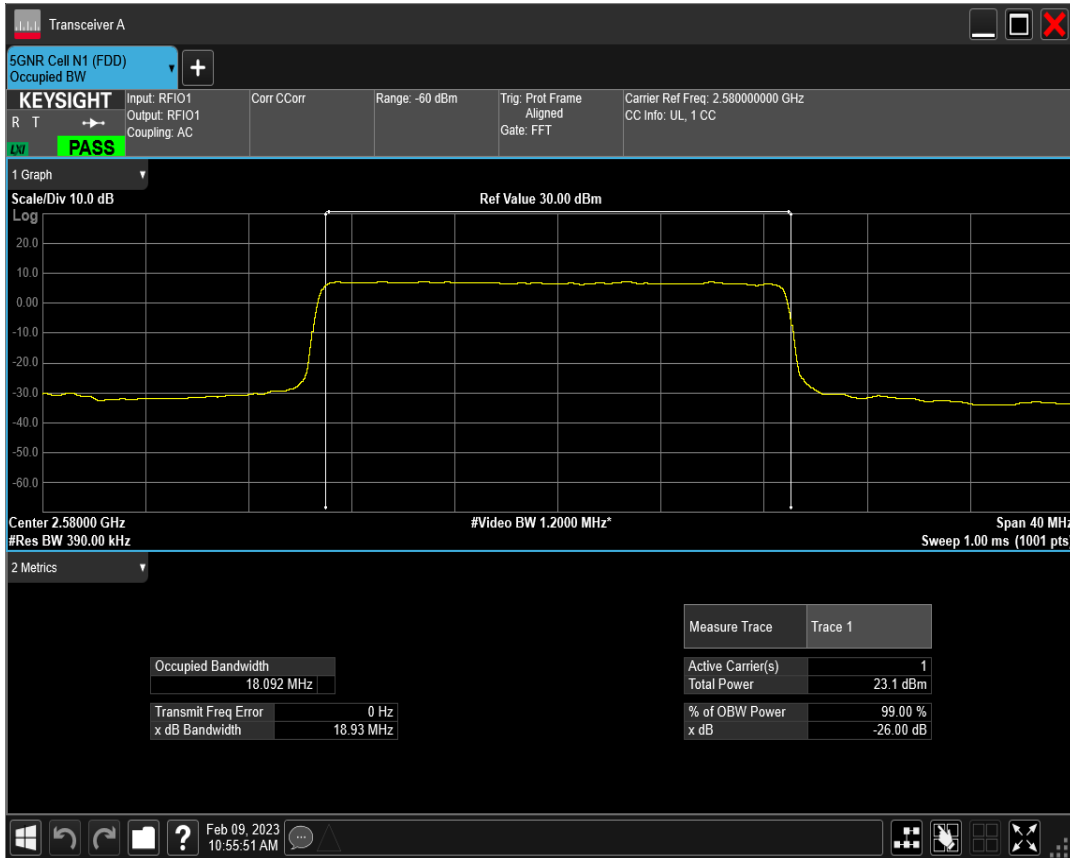 Transceiver A
5GNR Cell N1 (FDD)
Occupied BW
KEYSIGHT
R T
LXI
PASS
Input: RFIO1
Output: RFIO1
Coupling: AC
Corr CCorr
Range: -60 dBm
Trig: Prot Frame
Aligned
Gate: FFT
Carrier Ref Freq: 2.580000000 GHz
CC Info: UL, 1 CC
1 Graph
Scale/Div 10.0 dB
Ref Value 30.00 dBm
Log
20.0
10.0
0.00
-10.0
-20.0
-30.0
-40.0
-50.0
-60.0
Center 2.58000 GHz
#Video BW 1.2000 MHz*
Span 40 MHz
#Res BW 390.00 kHz
Sweep 1.00 ms (1001 pts)
2 Metrics
Measure Trace Trace 1
Occupied Bandwidth
18.092 MHz
Transmit Freq Error 0 Hz
x dB Bandwidth 18.93 MHz
Active Carrier(s) 1
Total Power 23.1 dBm
% of OBW Power 99.00 %
x dB -26.00 dB
?
Feb 09, 2023
10:55:51 AM